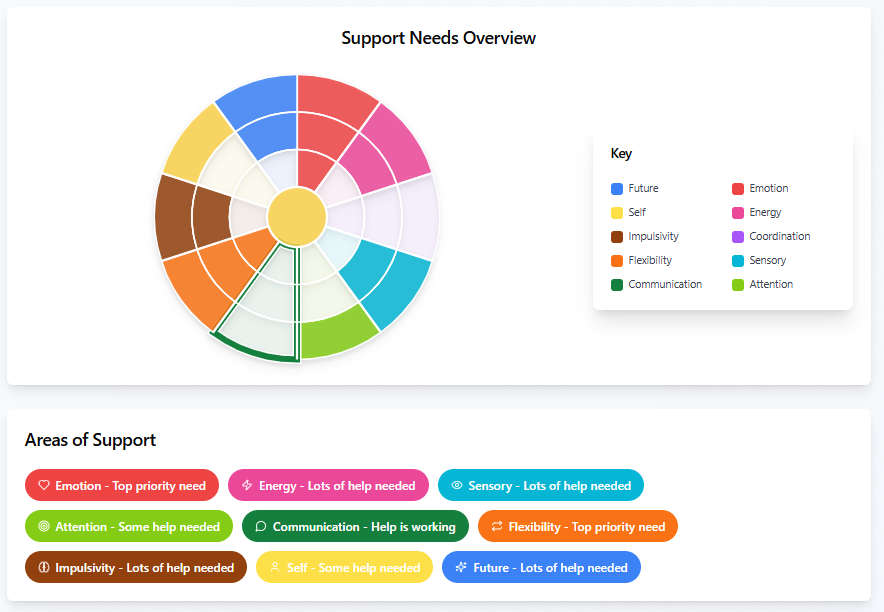 Support Needs Overview
Key
Future
Emotion
Self
Energy
Impulsivity
Coordination
Flexibility
Sensory
Communication
Attention
Areas of Support
Emotion - Top priority need
Energy - Lots of help needed
Sensory - Lots of help needed
Attention - Some help needed
Communication - Help is working
Flexibility - Top priority need
Impulsivity - Lots of help needed
Self - Some help needed
Future - Lots of help needed